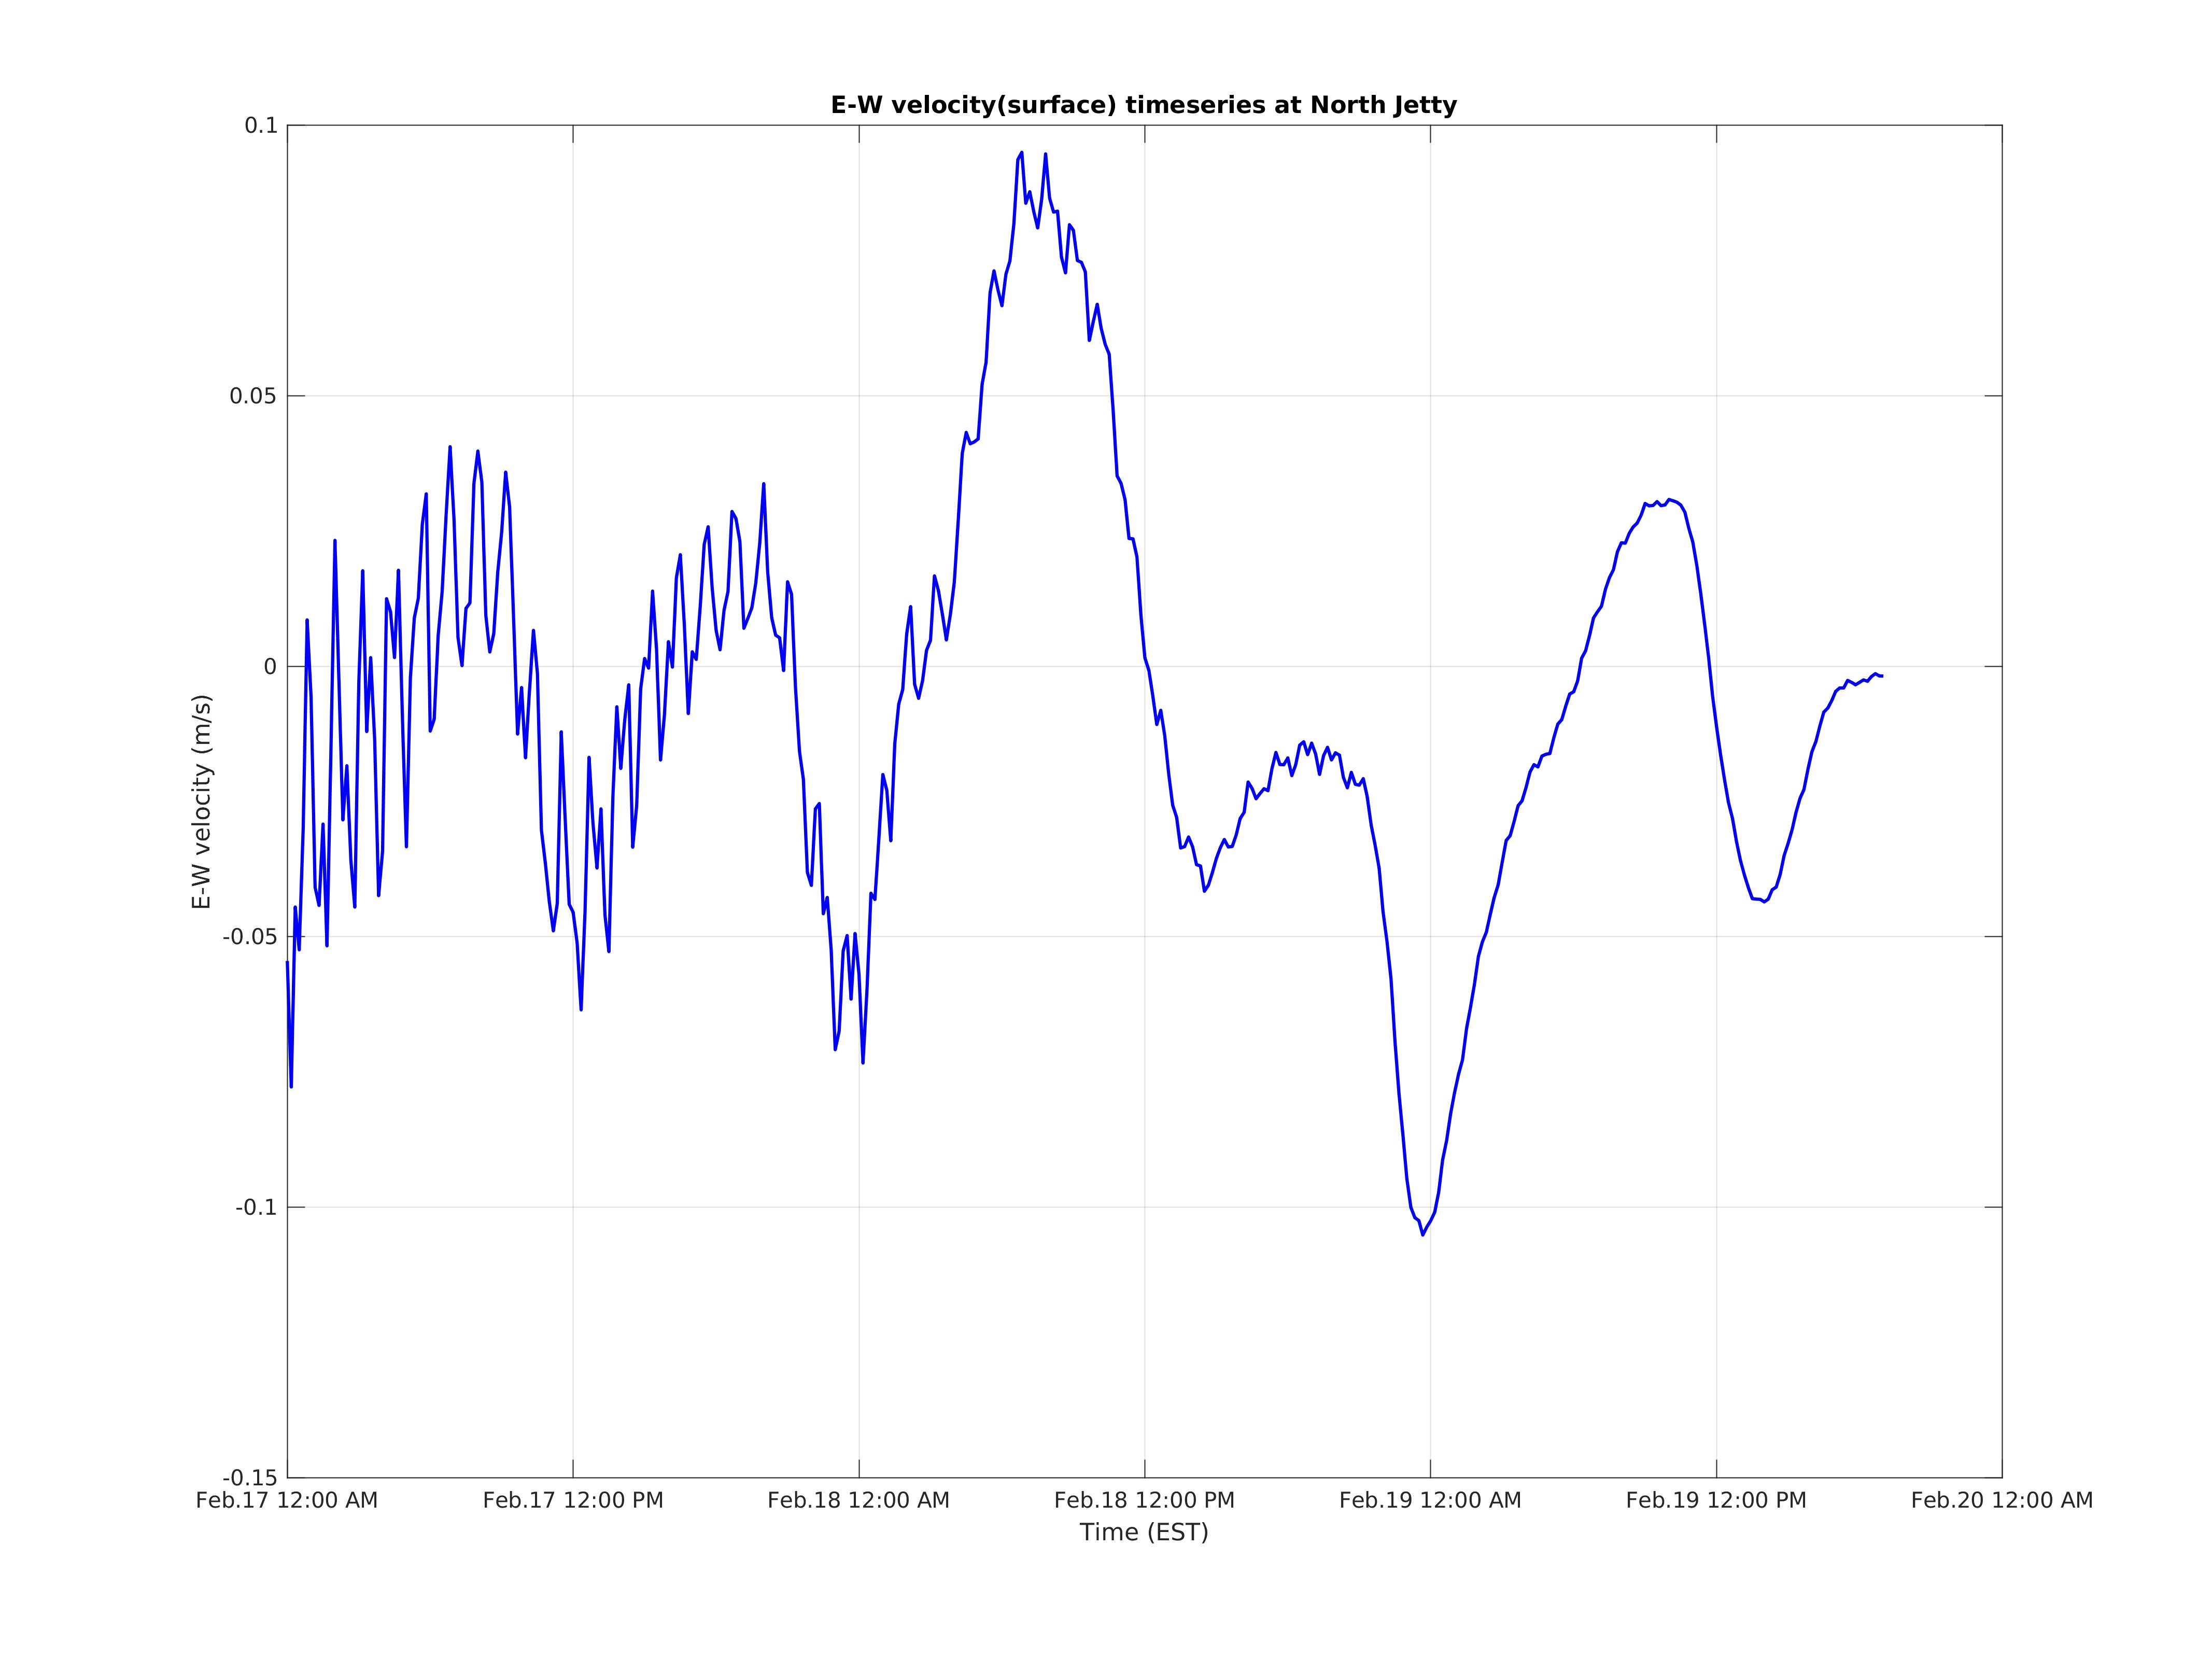 E-W velocity(surface) timeseries at North Jetty
0.1
0.05
0
-0.05
-0.1
-0.15
E-W velocity (m/s)
Feb.17 12:00 AM Feb.17 12:00 PM Feb.18 12:00 AM Feb.18 12:00 PM Feb.19 12:00 AM Feb.19 12:00 PM Feb.20 12:00 AM
Time (EST)